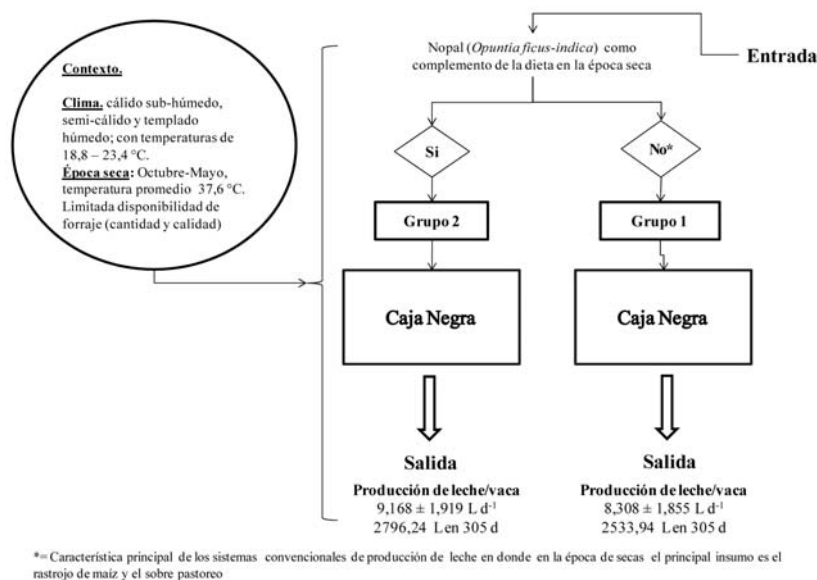 Contexto.
Clima. cálido sub-húmedo,
semi-cálido y templado
húmedo; con temperaturas de
18,8 – 23,4 °C.
Época seca: Octubre-Mayo,
temperatura promedio 37,6 °C.
Limitada disponibilidad de
forraje (cantidad y calidad)
Nopal (Opuntia ficus-indica) como
complemento de la dieta en la época seca
Entrada
Si
No*
Grupo 2
Grupo 1
Caja Negra
Caja Negra
Salida
Producción de leche/vaca
9,168 ± 1,919 L d-1
2796,24 L en 305 d
Salida
Producción de leche/vaca
8,308 ± 1,855 L d-1
2533,94 L en 305 d
*= Característica principal de los sistemas convencionales de producción de leche en donde en la época de secas el principal insumo es el
rastrojo de maíz y el sobre pastoreo